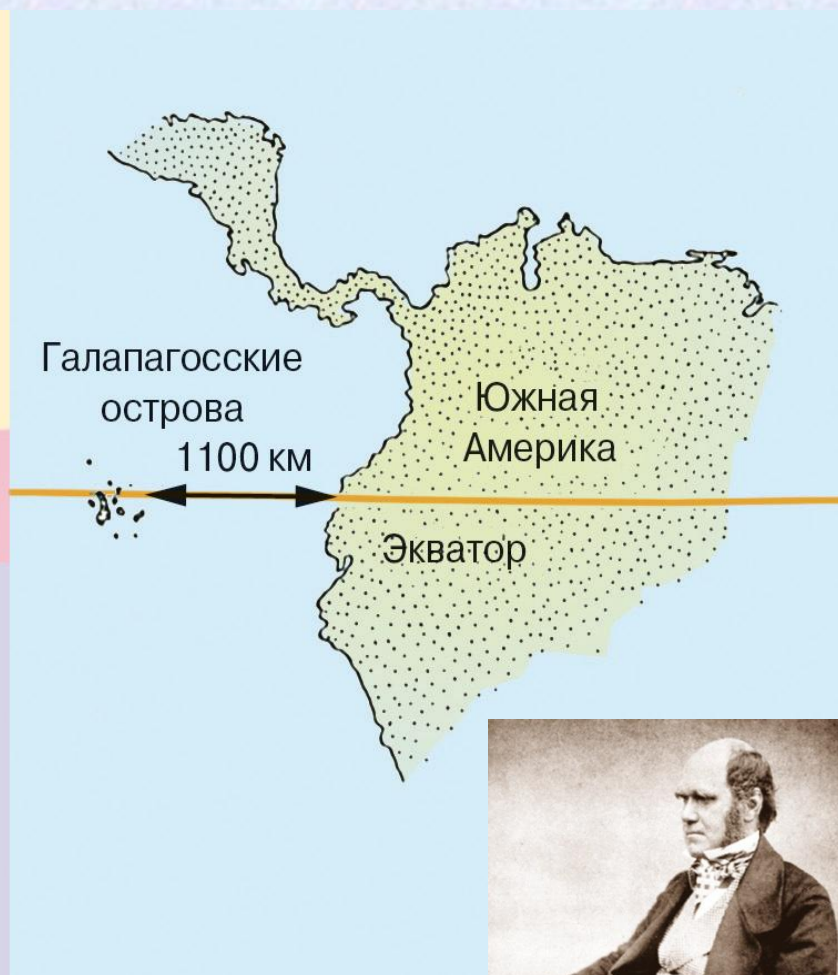 Галапагосские
острова
1100 км
Южная
Америка
Экватор